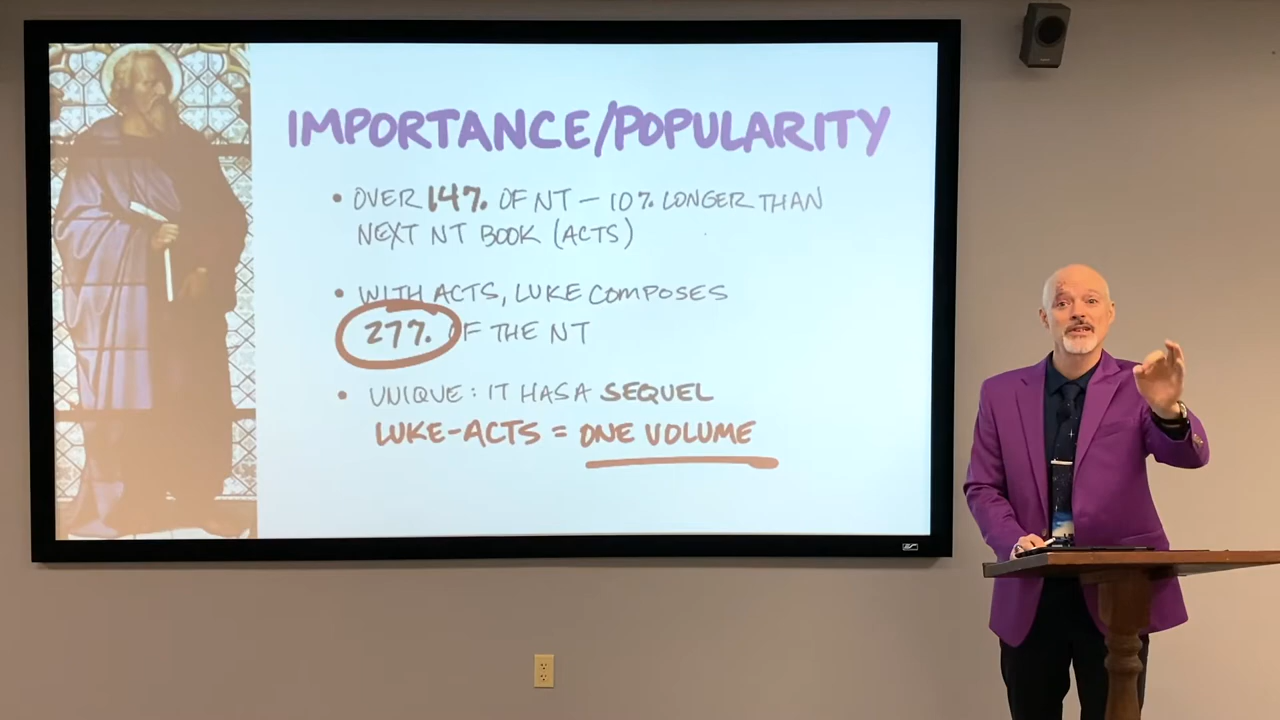 IMPORTANCE/POPULARITY
• OVER 14% OF NT – 10% LONGER THAN
NEXT NT BOOK (ACTS)
• WITH ACTS, LUKE COMPOSES
27% OF THE NT
• UNIQUE: IT HAS A SEQUEL
LUKE-ACTS = ONE VOLUME